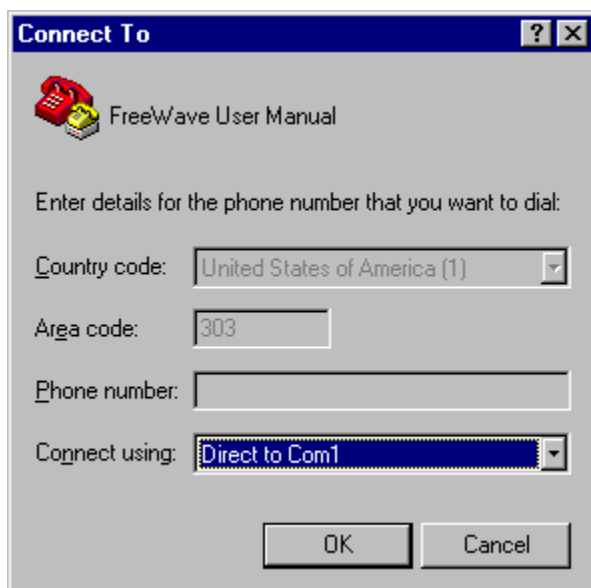 Connect To
FreeWave User Manual
Enter details for the phone number that you want to dial:
Country code: United States of America (1)
Area code: 303
Phone number:
Connect using: Direct to Com1
OK Cancel